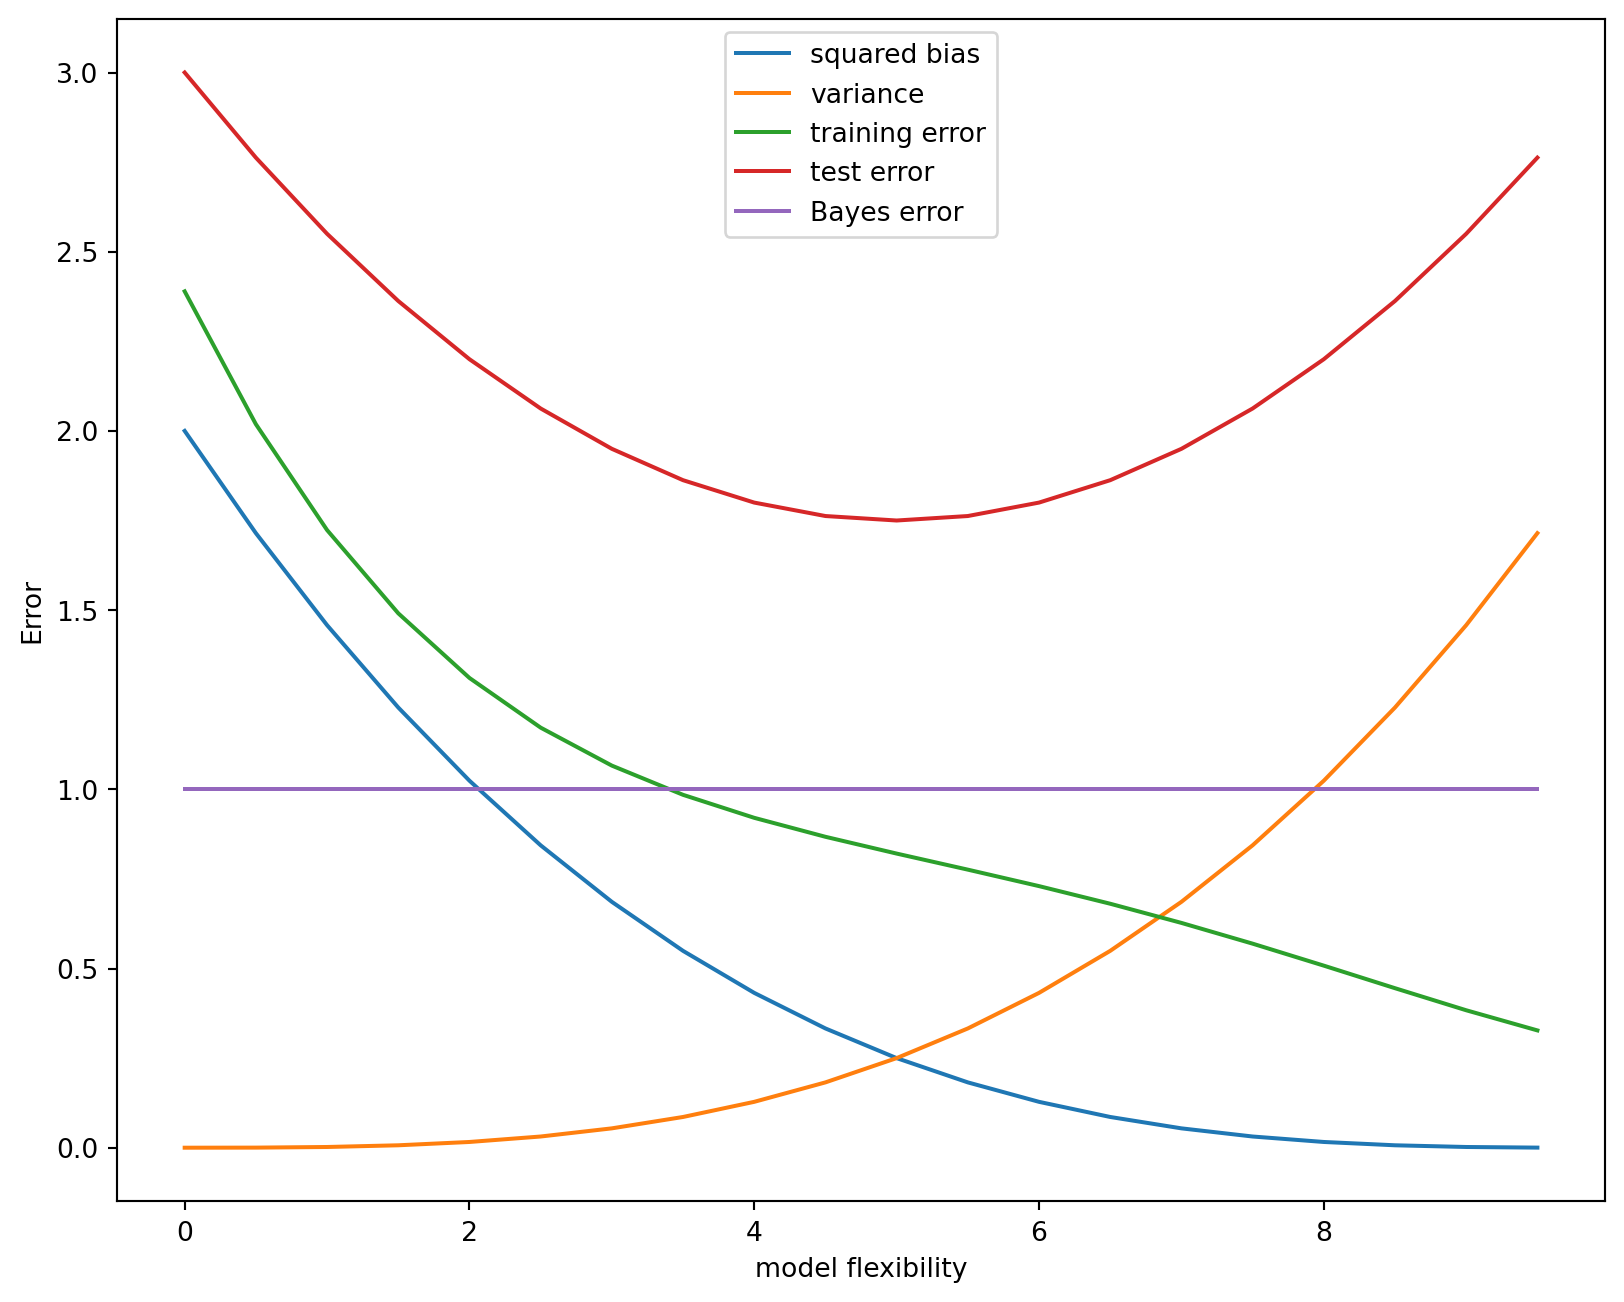 squared bias
variance
training error
test error
Bayes error
3.0
2.5
2.0
1.5
1.0
0.5
0.0
Error
0 2 4 6 8
model flexibility